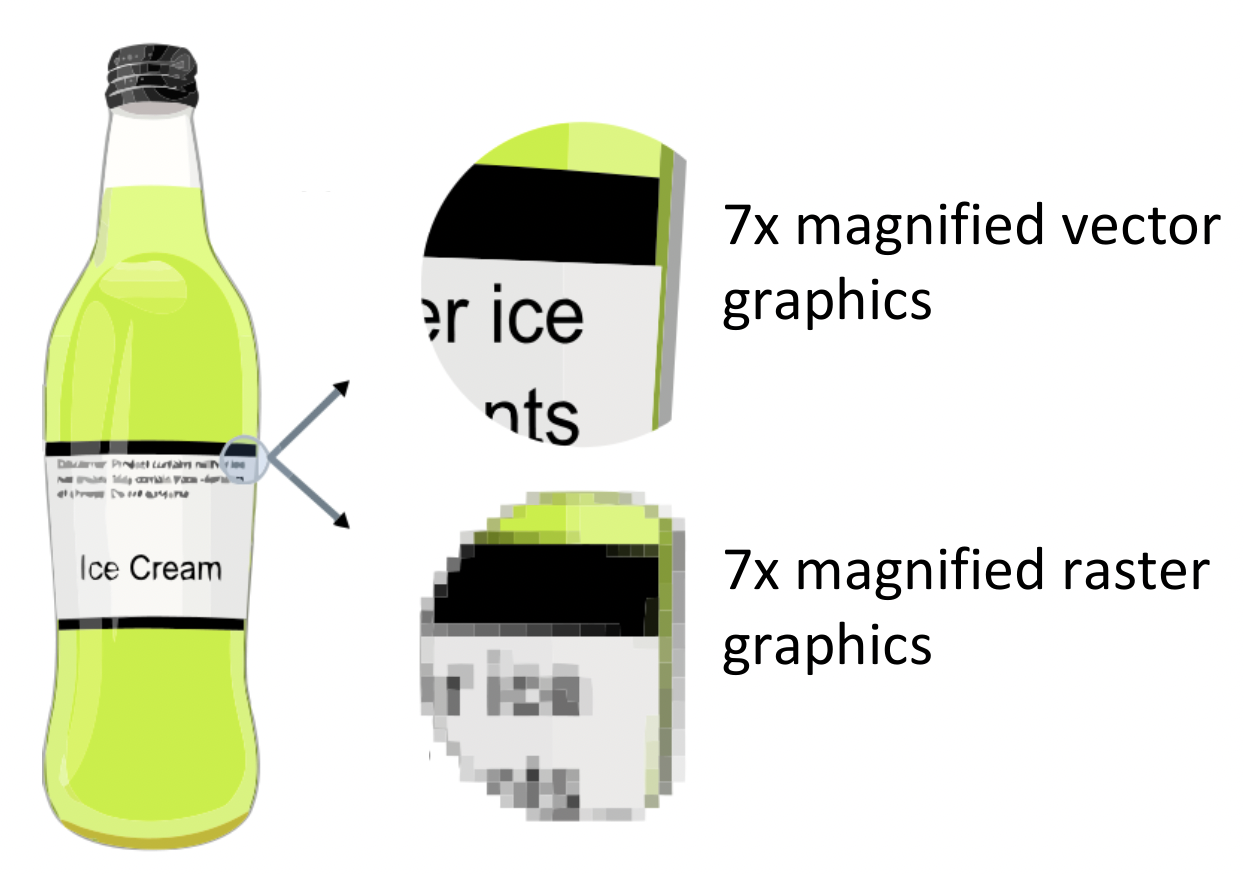 Ice Cream
er ice
nts
7x magnified vector
graphics
7x magnified raster
graphics